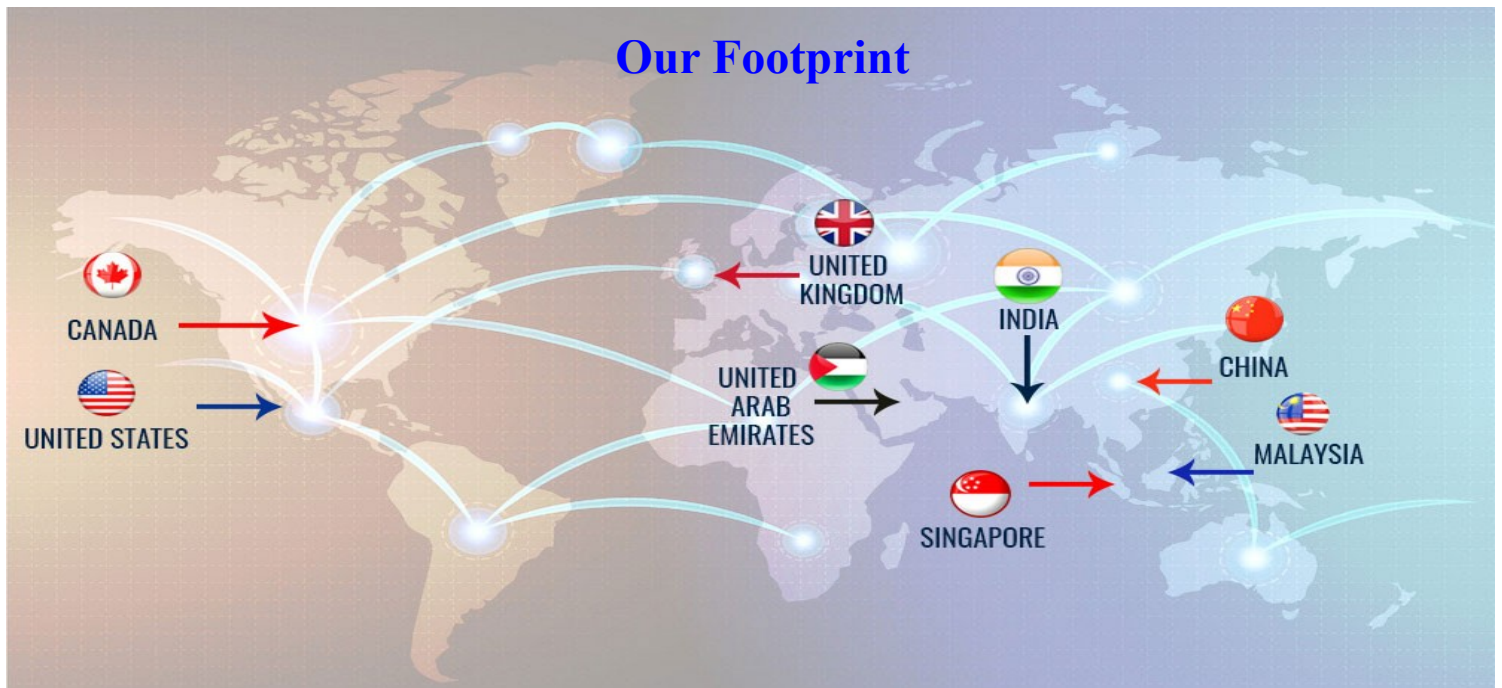 Our Footprint
UNITED
KINGDOM
INDIA
CANADA
CHINA
UNITED
ARAB
EMIRATES
UNITED STATES
MALAYSIA
SINGAPORE